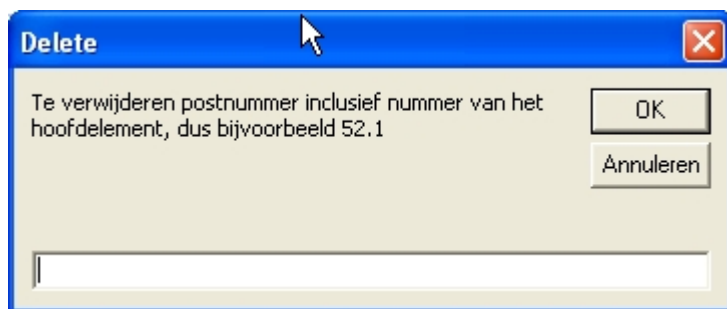 Delete
Te verwijderen postnummer inclusief nummer van het
hoofdelement, dus bijvoorbeeld 52.1
OK
Annuleren